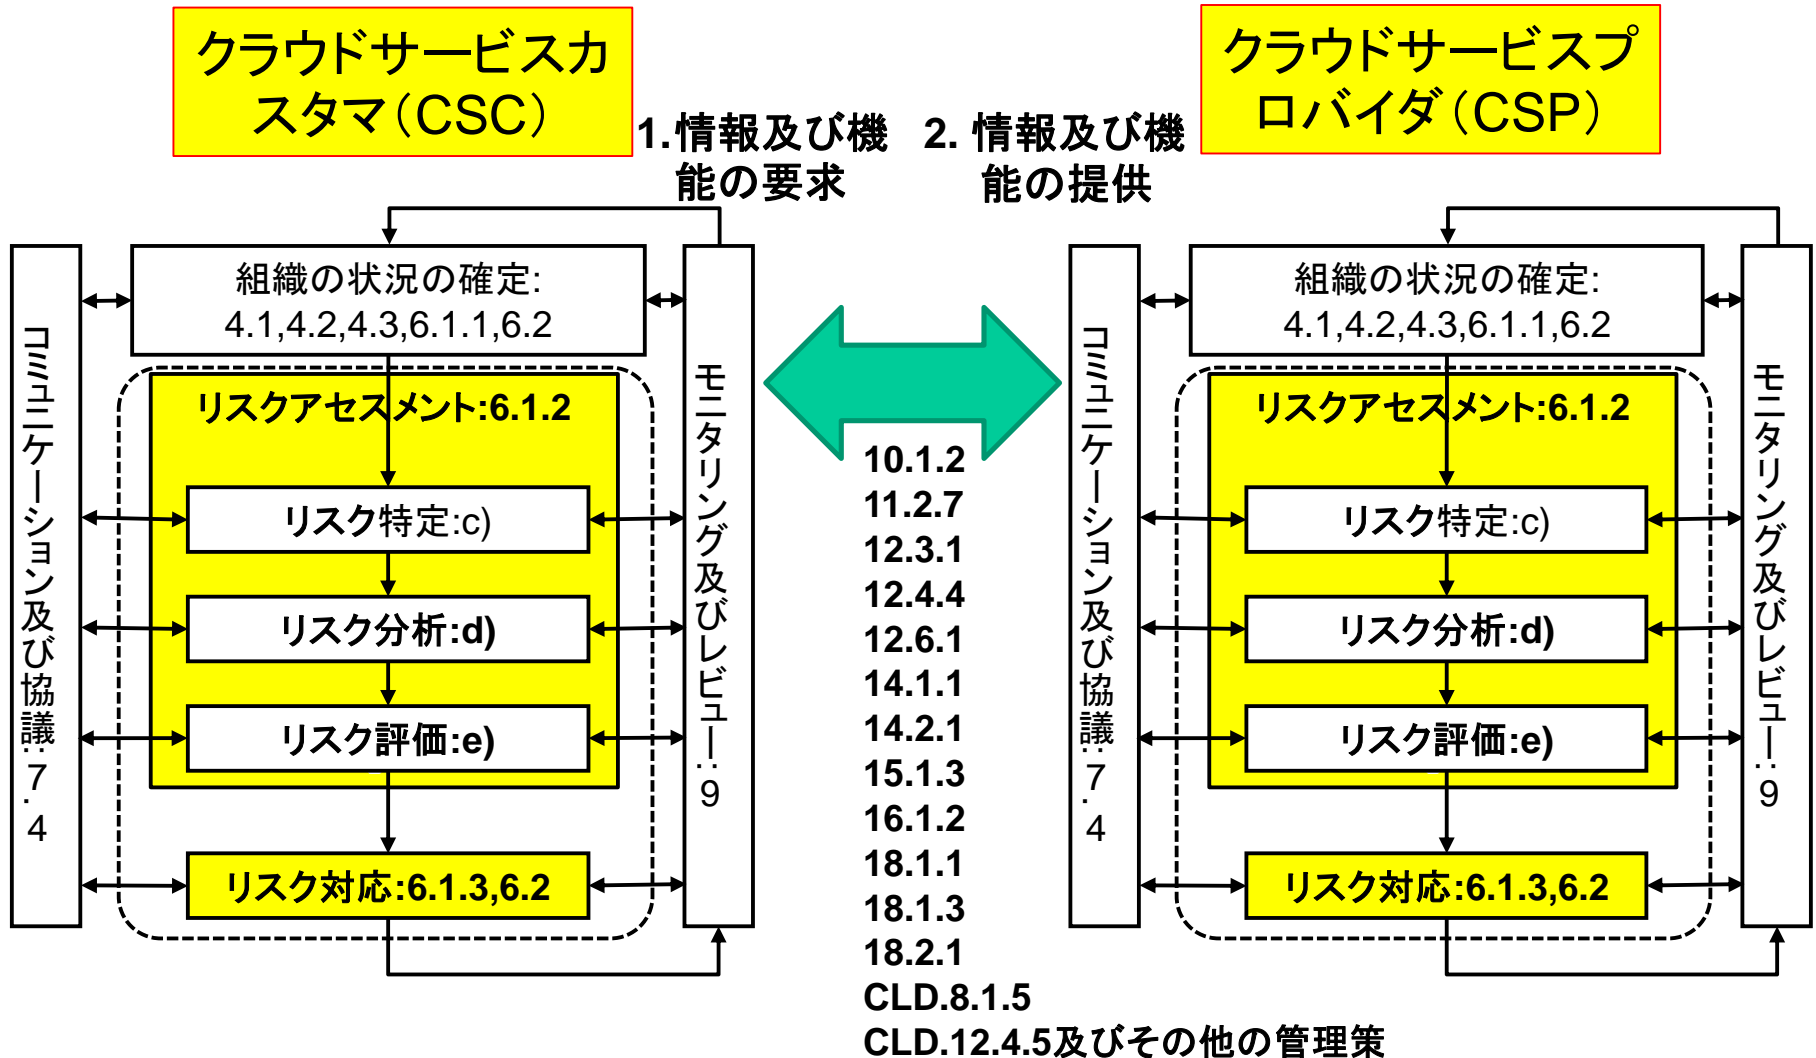 クラウドサービスカ
スタマ（CSC）
クラウドサービスプ
ロバイダ（CSP）
1.情報及び機
能の要求
2. 情報及び機
能の提供
コミュニケーション及び協議:7.4
組織の状況の確定:
4.1,4.2,4.3,6.1.1,6.2
リスクアセスメント:6.1.2
リスク特定:c)
リスク分析:d)
リスク評価:e)
リスク対応:6.1.3,6.2
モニタリング及びレビュー:9
10.1.2
11.2.7
12.3.1
12.4.4
12.6.1
14.1.1
14.2.1
15.1.3
16.1.2
18.1.1
18.1.3
18.2.1
CLD.8.1.5
CLD.12.4.5及びその他の管理策
コミュニケーション及び協議:7.4
組織の状況の確定:
4.1,4.2,4.3,6.1.1,6.2
リスクアセスメント:6.1.2
リスク特定:c)
リスク分析:d)
リスク評価:e)
リスク対応:6.1.3,6.2
モニタリング及びレビュー:9